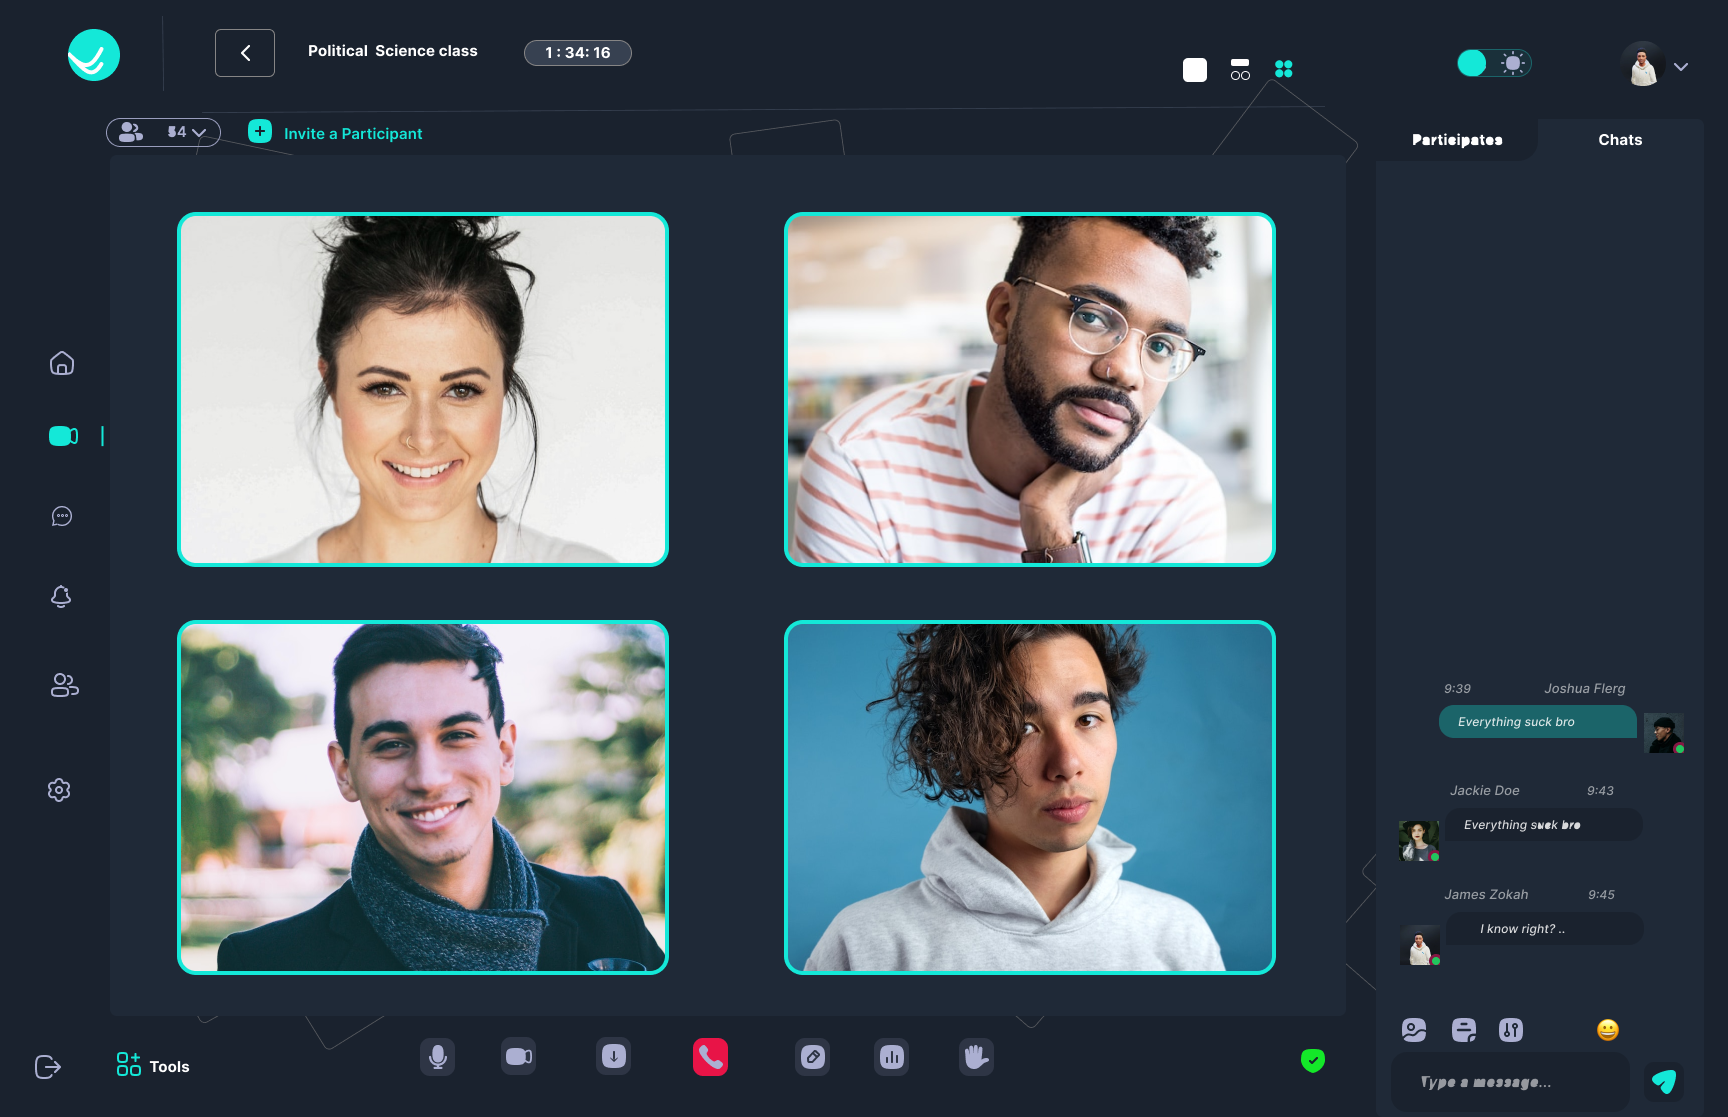 Political Science class
1 : 34: 16
54
Invite a Participant
Participates
Chats
9:39 Joshua Flerg
Everything suck bro
Jackie Doe 9:43
Everything suck bro
James Zokah 9:45
I know right? ..
Tools
Type a message...